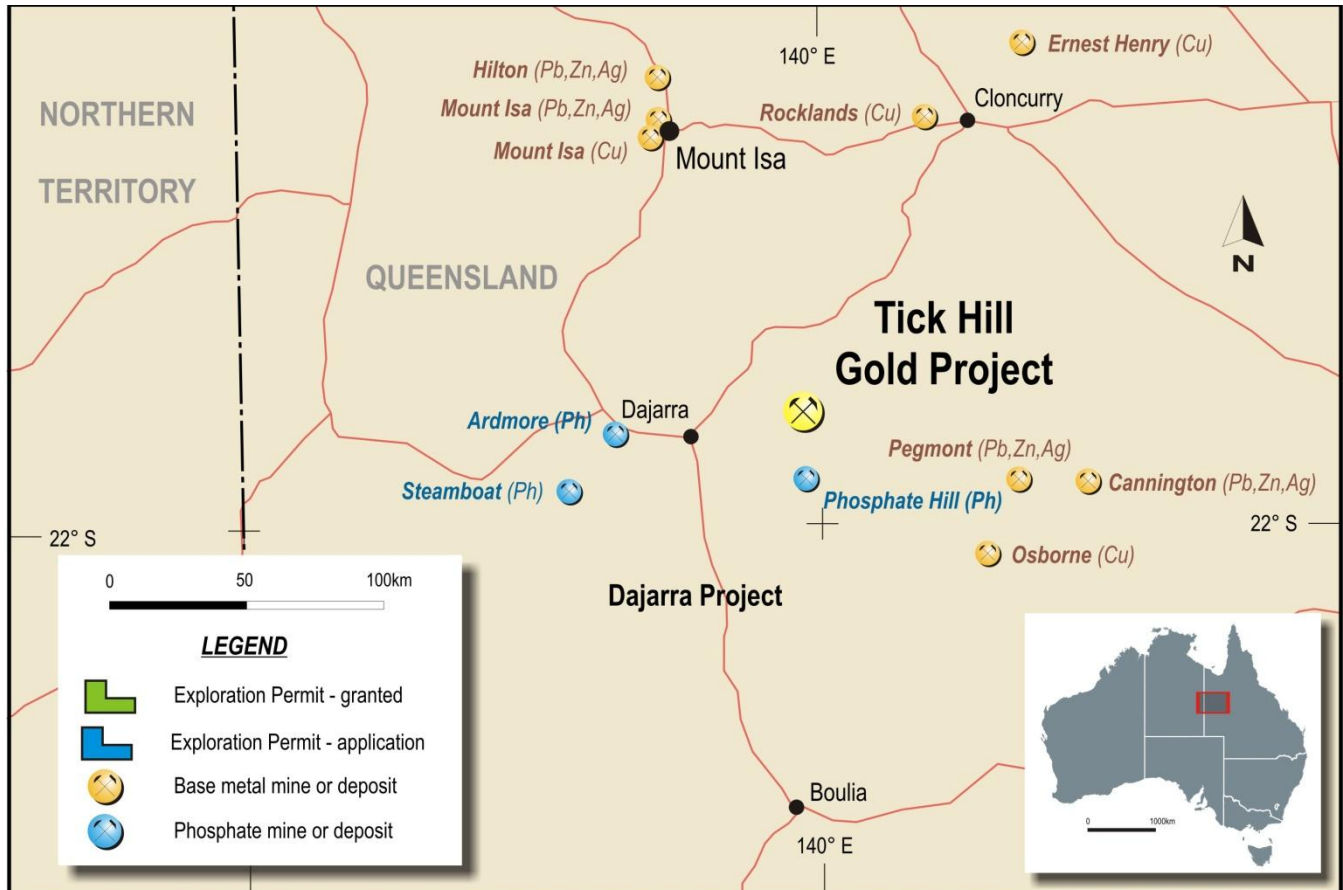 140° E
Ernest Henry (Cu)
Hilton (Pb,Zn,Ag)
NORTHERN
TERRITORY
Mount Isa (Pb,Zn,Ag)
Rocklands (Cu)
Cloncurry
Mount Isa (Cu)
Mount Isa
N
QUEENSLAND
Tick Hill
Gold Project
Ardmore (Ph)
Dajarra
Pegmont (Pb,Zn,Ag)
Steamboat (Ph)
Phosphate Hill (Ph)
Cannington (Pb,Zn,Ag)
22° S
22° S
Osborne (Cu)
Dajarra Project
0 50 100km
LEGEND
Exploration Permit - granted
Exploration Permit - application
Base metal mine or deposit
Phosphate mine or deposit
Boulia
140° E
0 1000km